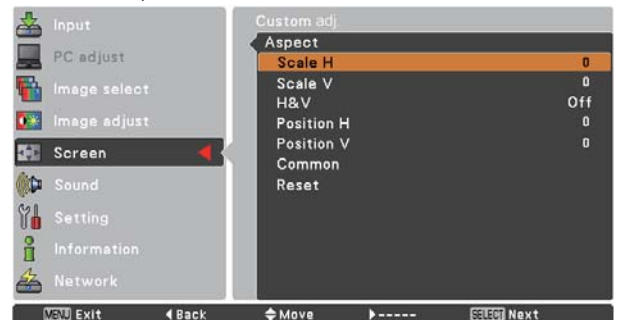 Input
PC adjust
Image select
Image adjust
Screen
Sound
Setting
Information
Network
Custom adj.
Aspect
Scale H 0
Scale V 0
H&V Off
Position H 0
Position V 0
Common
Reset
MENU Exit Back Move ----- SELECT Next